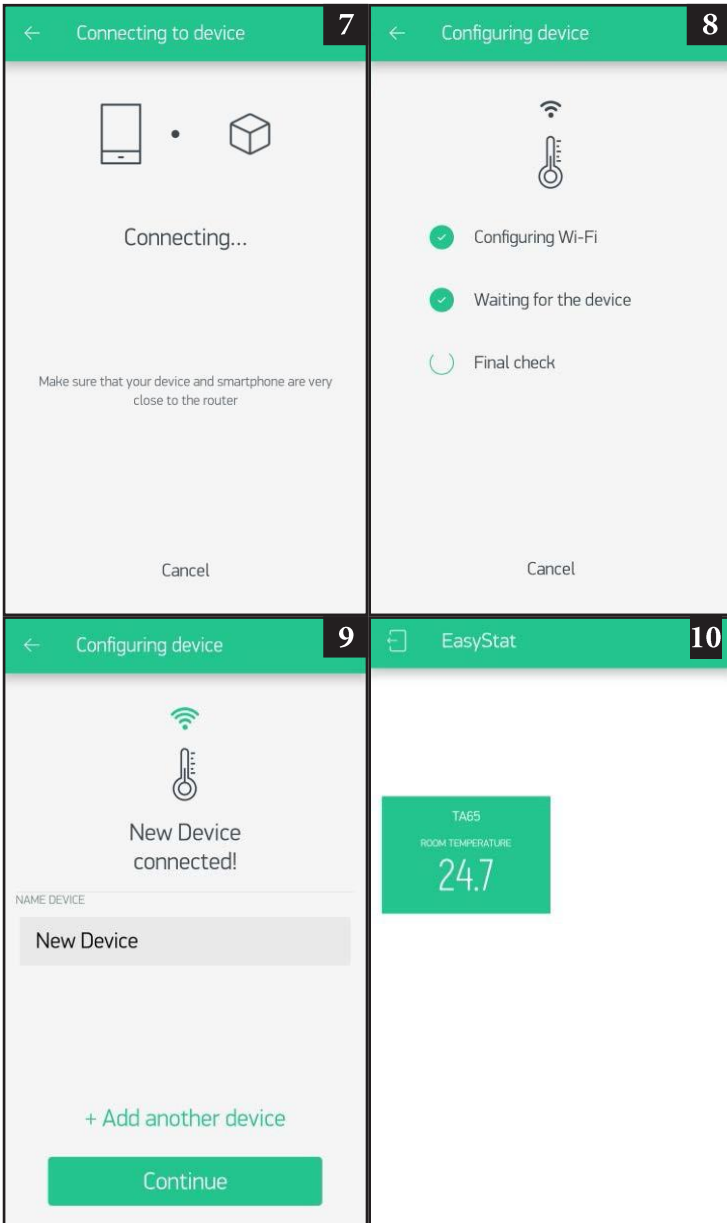 Connecting to device
7
Connecting...
Make sure that your device and smartphone are very
close to the router
Cancel
Configuring device
8
Configuring Wi-Fi
Waiting for the device
Final check
Cancel
Configuring device
9
New Device
connected!
NAME DEVICE
New Device
+ Add another device
Continue
EasyStat
10
TA65
ROOM TEMPERATURE
24.7